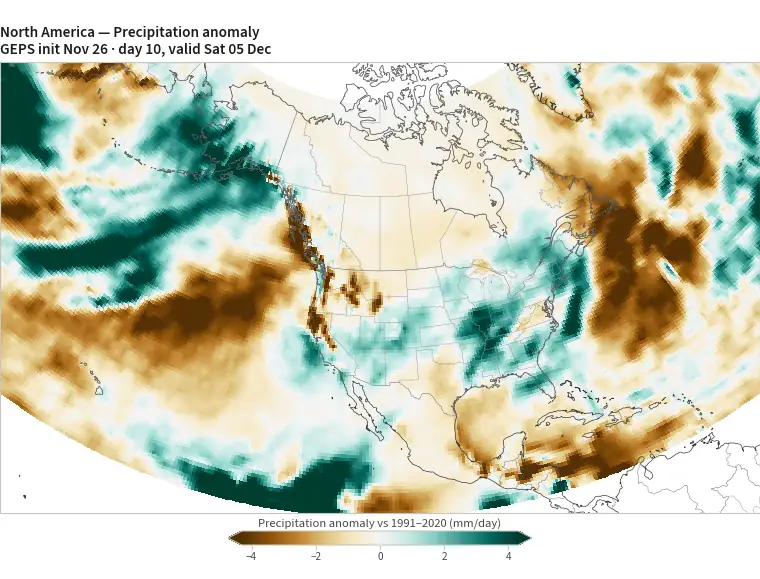 North America — Precipitation anomaly
GEPS init Nov 26 · day 10, valid Sat 05 Dec
Precipitation anomaly vs 1991–2020 (mm/day)
−4 −2 0 2 4